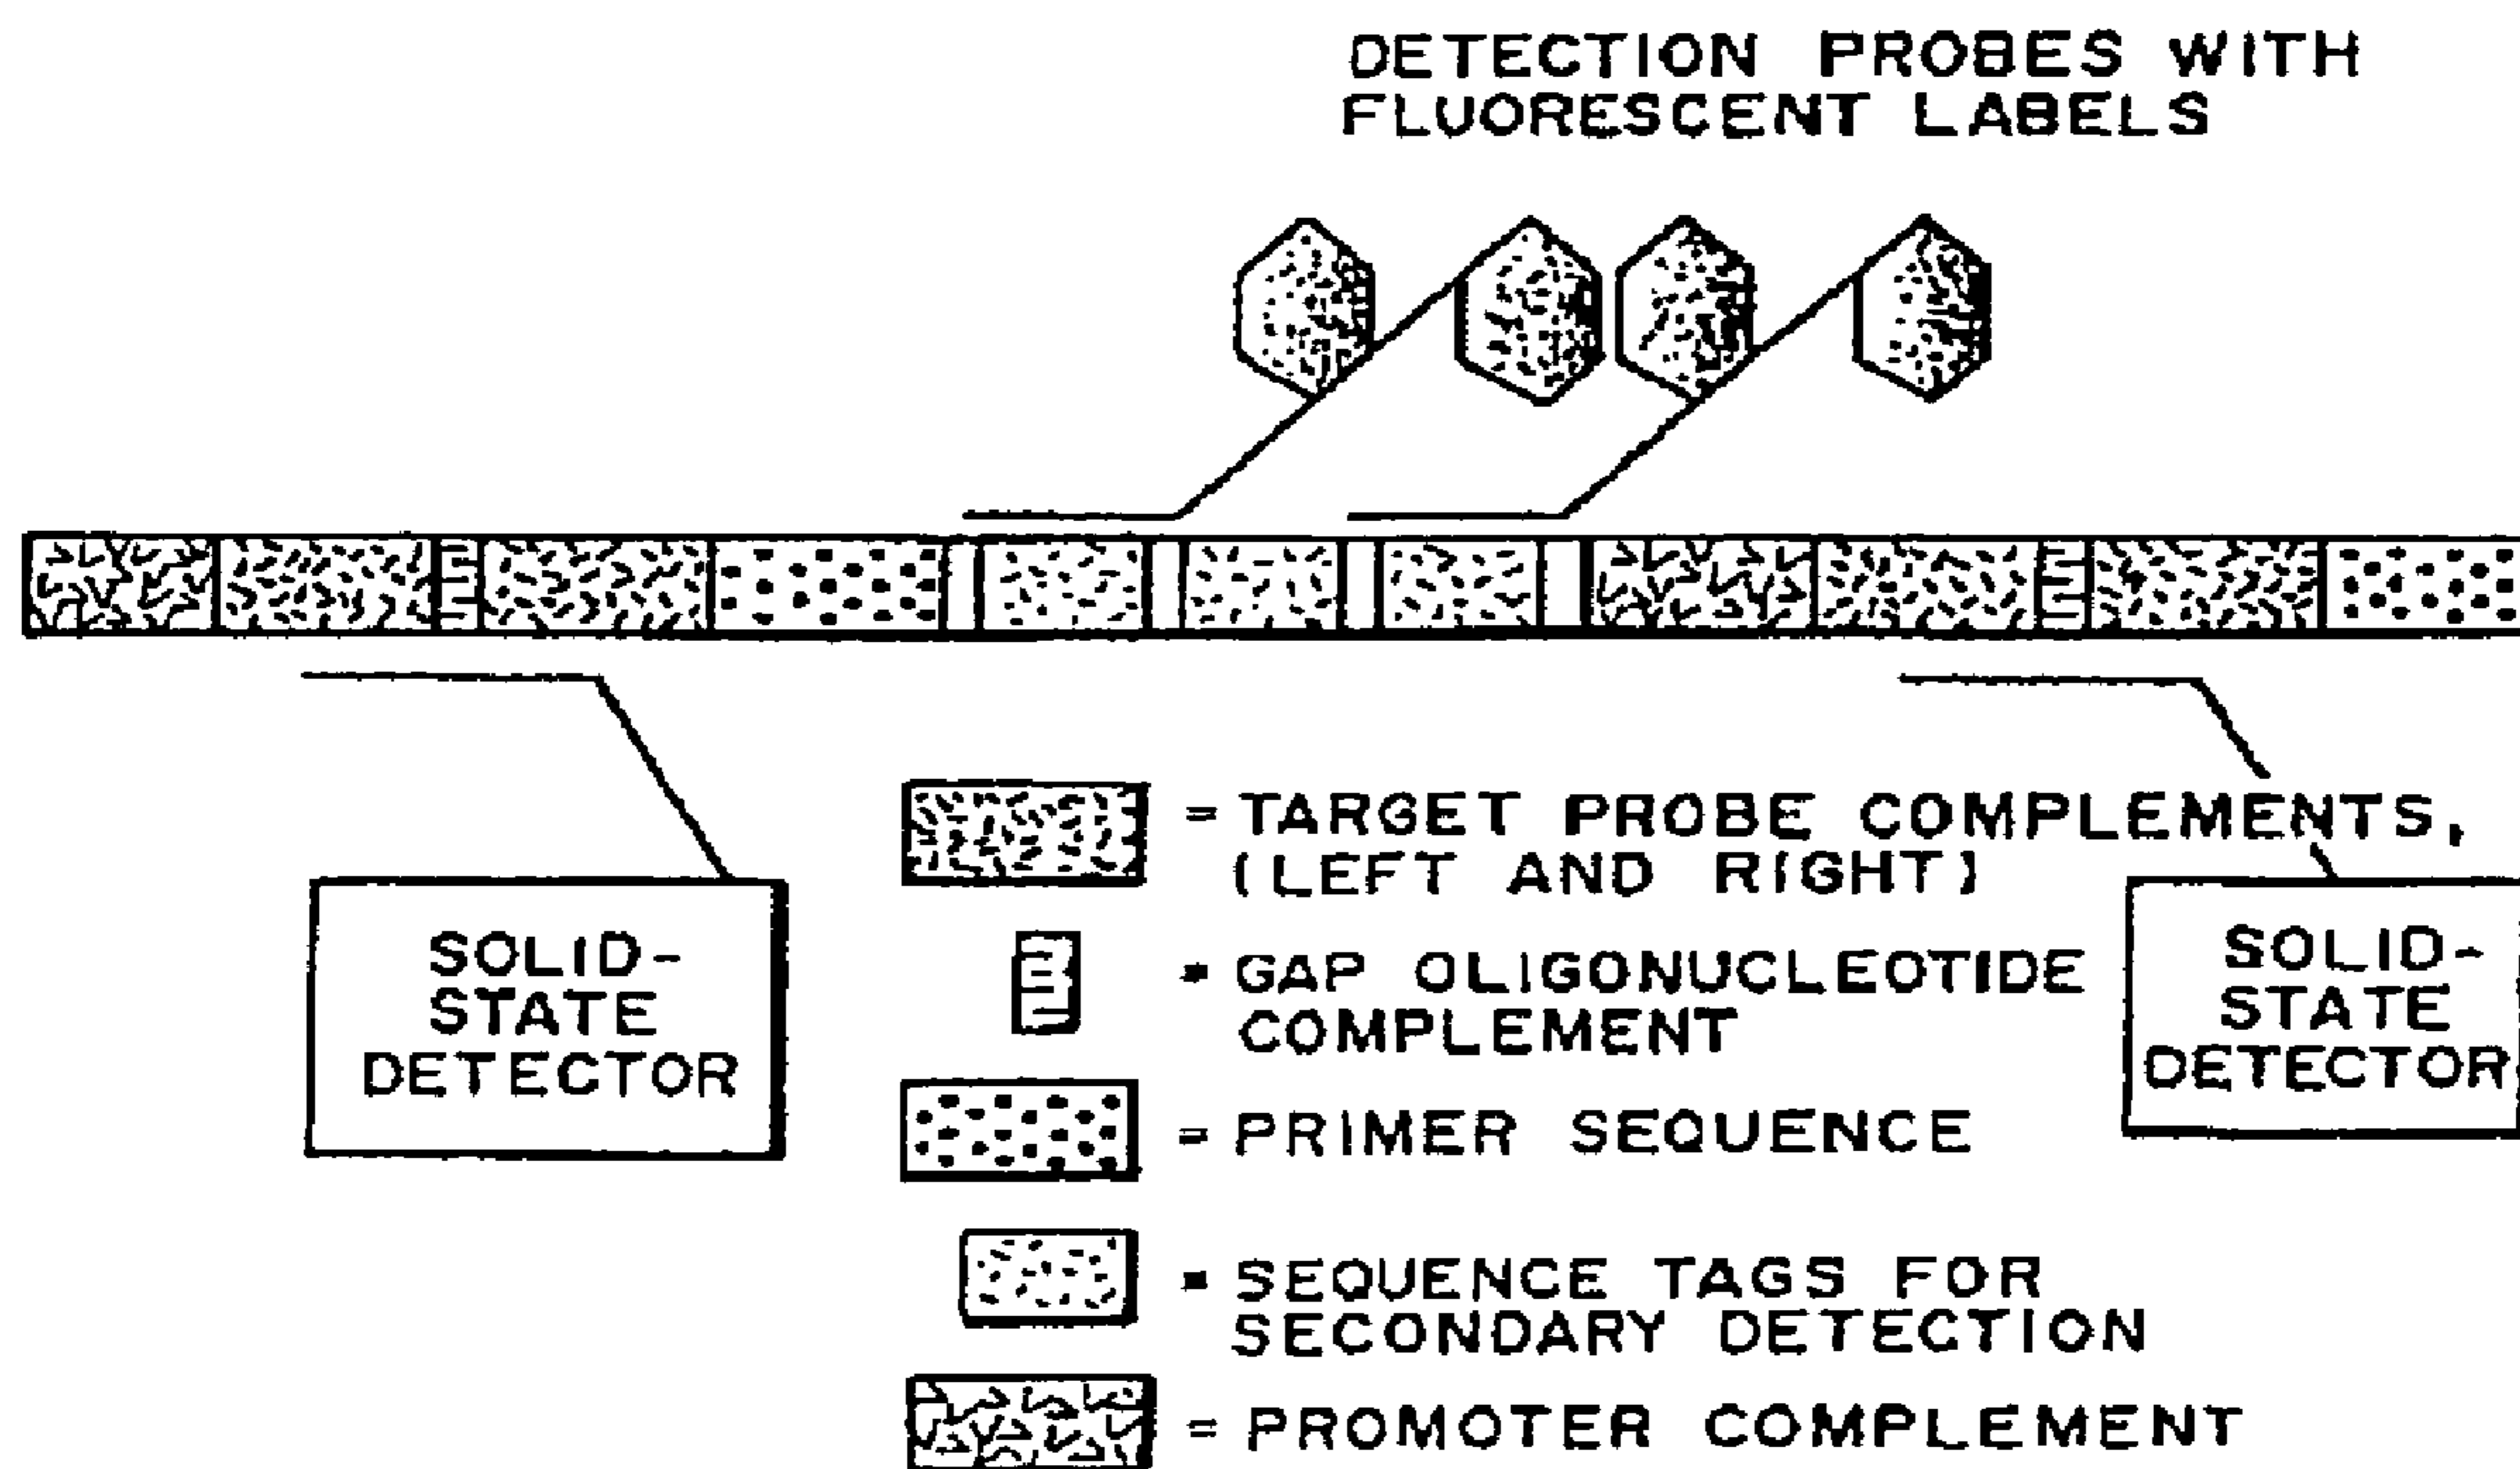 DETECTION PROBES WITH
FLUORESCENT LABELS
= TARGET PROBE COMPLEMENTS,
(LEFT AND RIGHT)
SOLID-
STATE
DETECTOR
= GAP OLIGONUCLEOTIDE
COMPLEMENT
SOLID-
STATE
DETECTOR
= PRIMER SEQUENCE
= SEQUENCE TAGS FOR
SECONDARY DETECTION
= PROMOTER COMPLEMENT